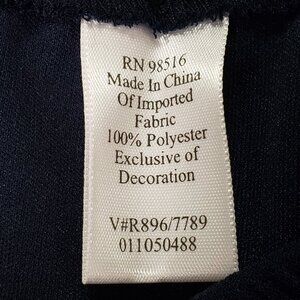 RN 98516
Made In China
Of Imported
Fabric
100% Polyester
Exclusive of
Decoration
V#R896/7789
011050488